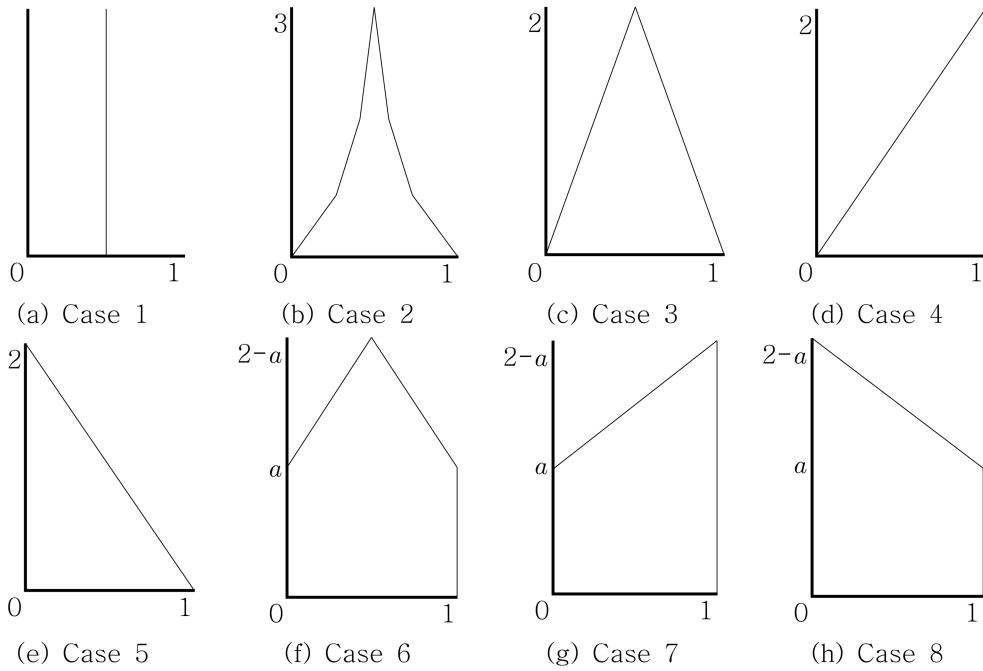 3 2 2
0 1 0 1 0 1 0 1
(a) Case 1 (b) Case 2 (c) Case 3 (d) Case 4
2 2-a 2-a 2-a
a a a
0 1 0 1 0 1 0 1
(e) Case 5 (f) Case 6 (g) Case 7 (h) Case 8